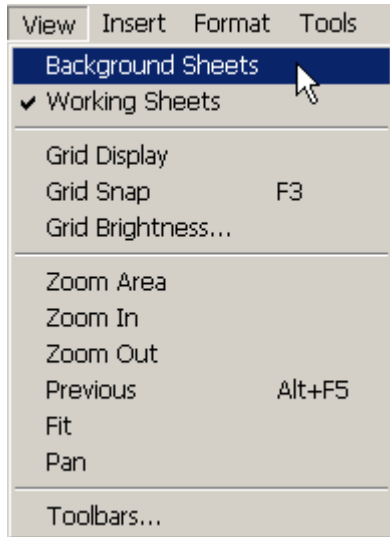 View Insert Format Tools
Background Sheets
✔ Working Sheets
Grid Display
Grid Snap F3
Grid Brightness...
Zoom Area
Zoom In
Zoom Out
Previous Alt+F5
Fit
Pan
Toolbars...